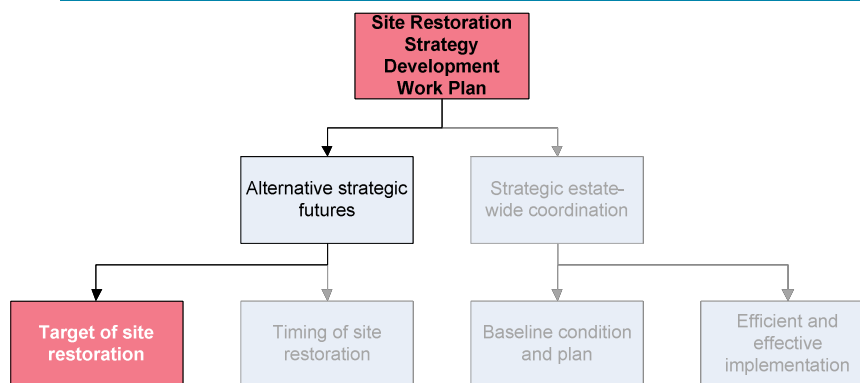 Site Restoration
Strategy
Development
Work Plan
Alternative strategic
futures
Strategic estate-
wide coordination
Target of site
restoration
Timing of site
restoration
Baseline condition
and plan
Efficient and
effective
implementation